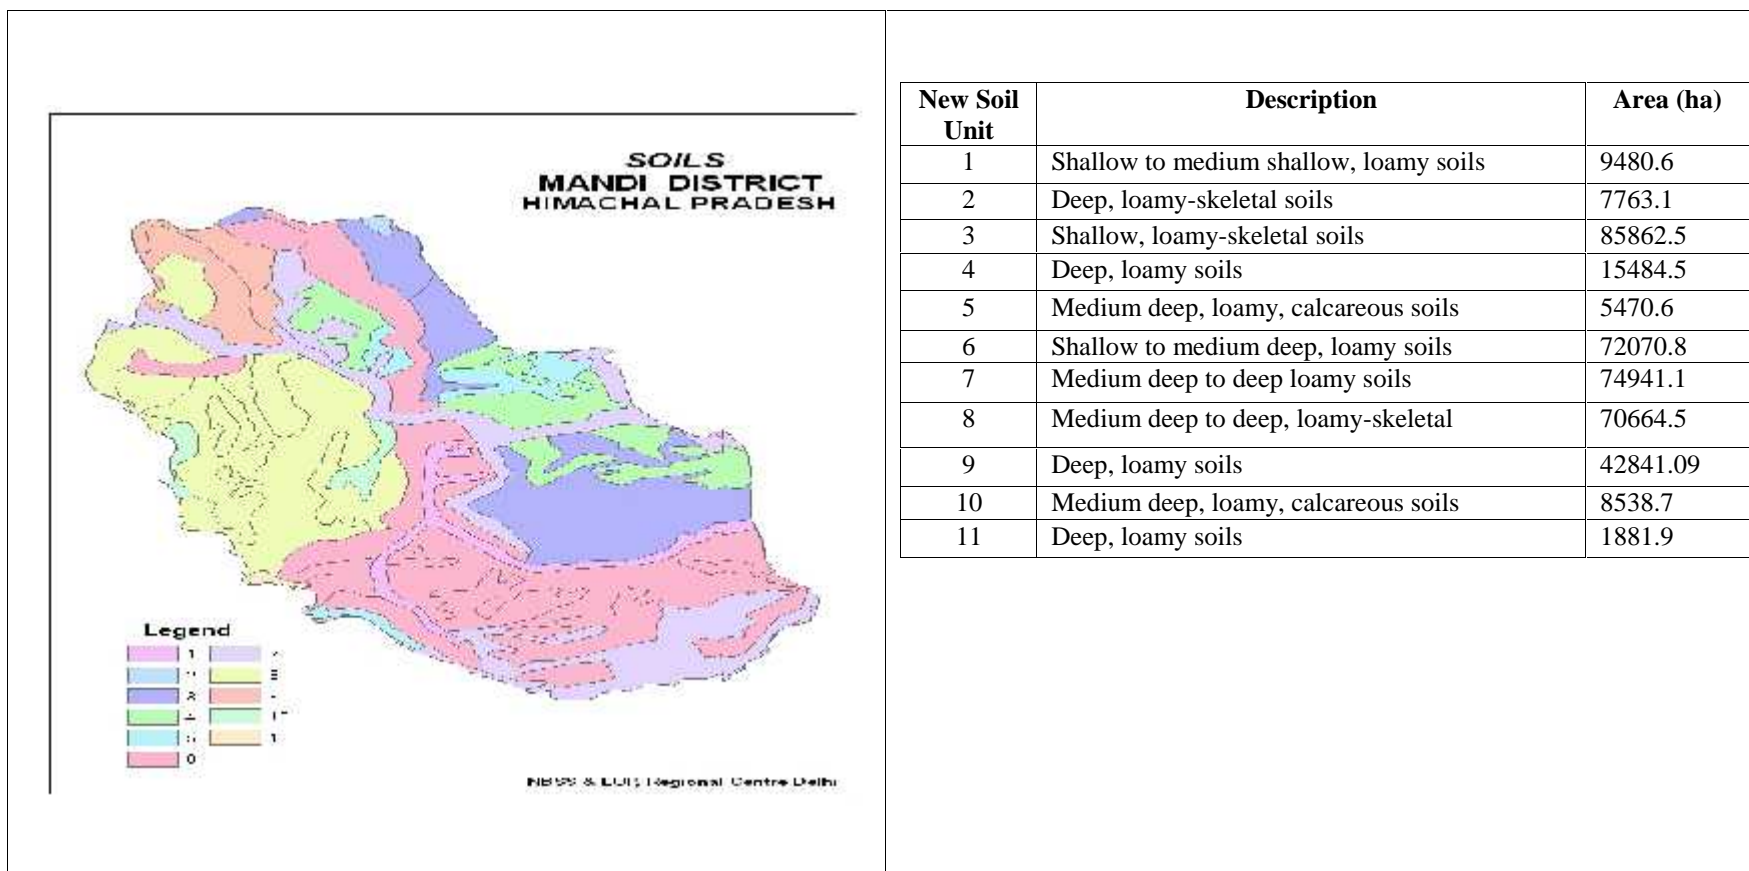 SOILS
MANDI DISTRICT
HIMACHAL PRADESH
Legend
1
3
5
NBSS & LUP, Regional Centre Delhi
New Soil Unit Description Area (ha)
1 Shallow to medium shallow, loamy soils 9480.6
2 Deep, loamy-skeletal soils 7763.1
3 Shallow, loamy-skeletal soils 85862.5
4 Deep, loamy soils 15484.5
5 Medium deep, loamy, calcareous soils 5470.6
6 Shallow to medium deep, loamy soils 72070.8
7 Medium deep to deep loamy soils 74941.1
8 Medium deep to deep, loamy-skeletal 70664.5
9 Deep, loamy soils 42841.09
10 Medium deep, loamy, calcareous soils 8538.7
11 Deep, loamy soils 1881.9